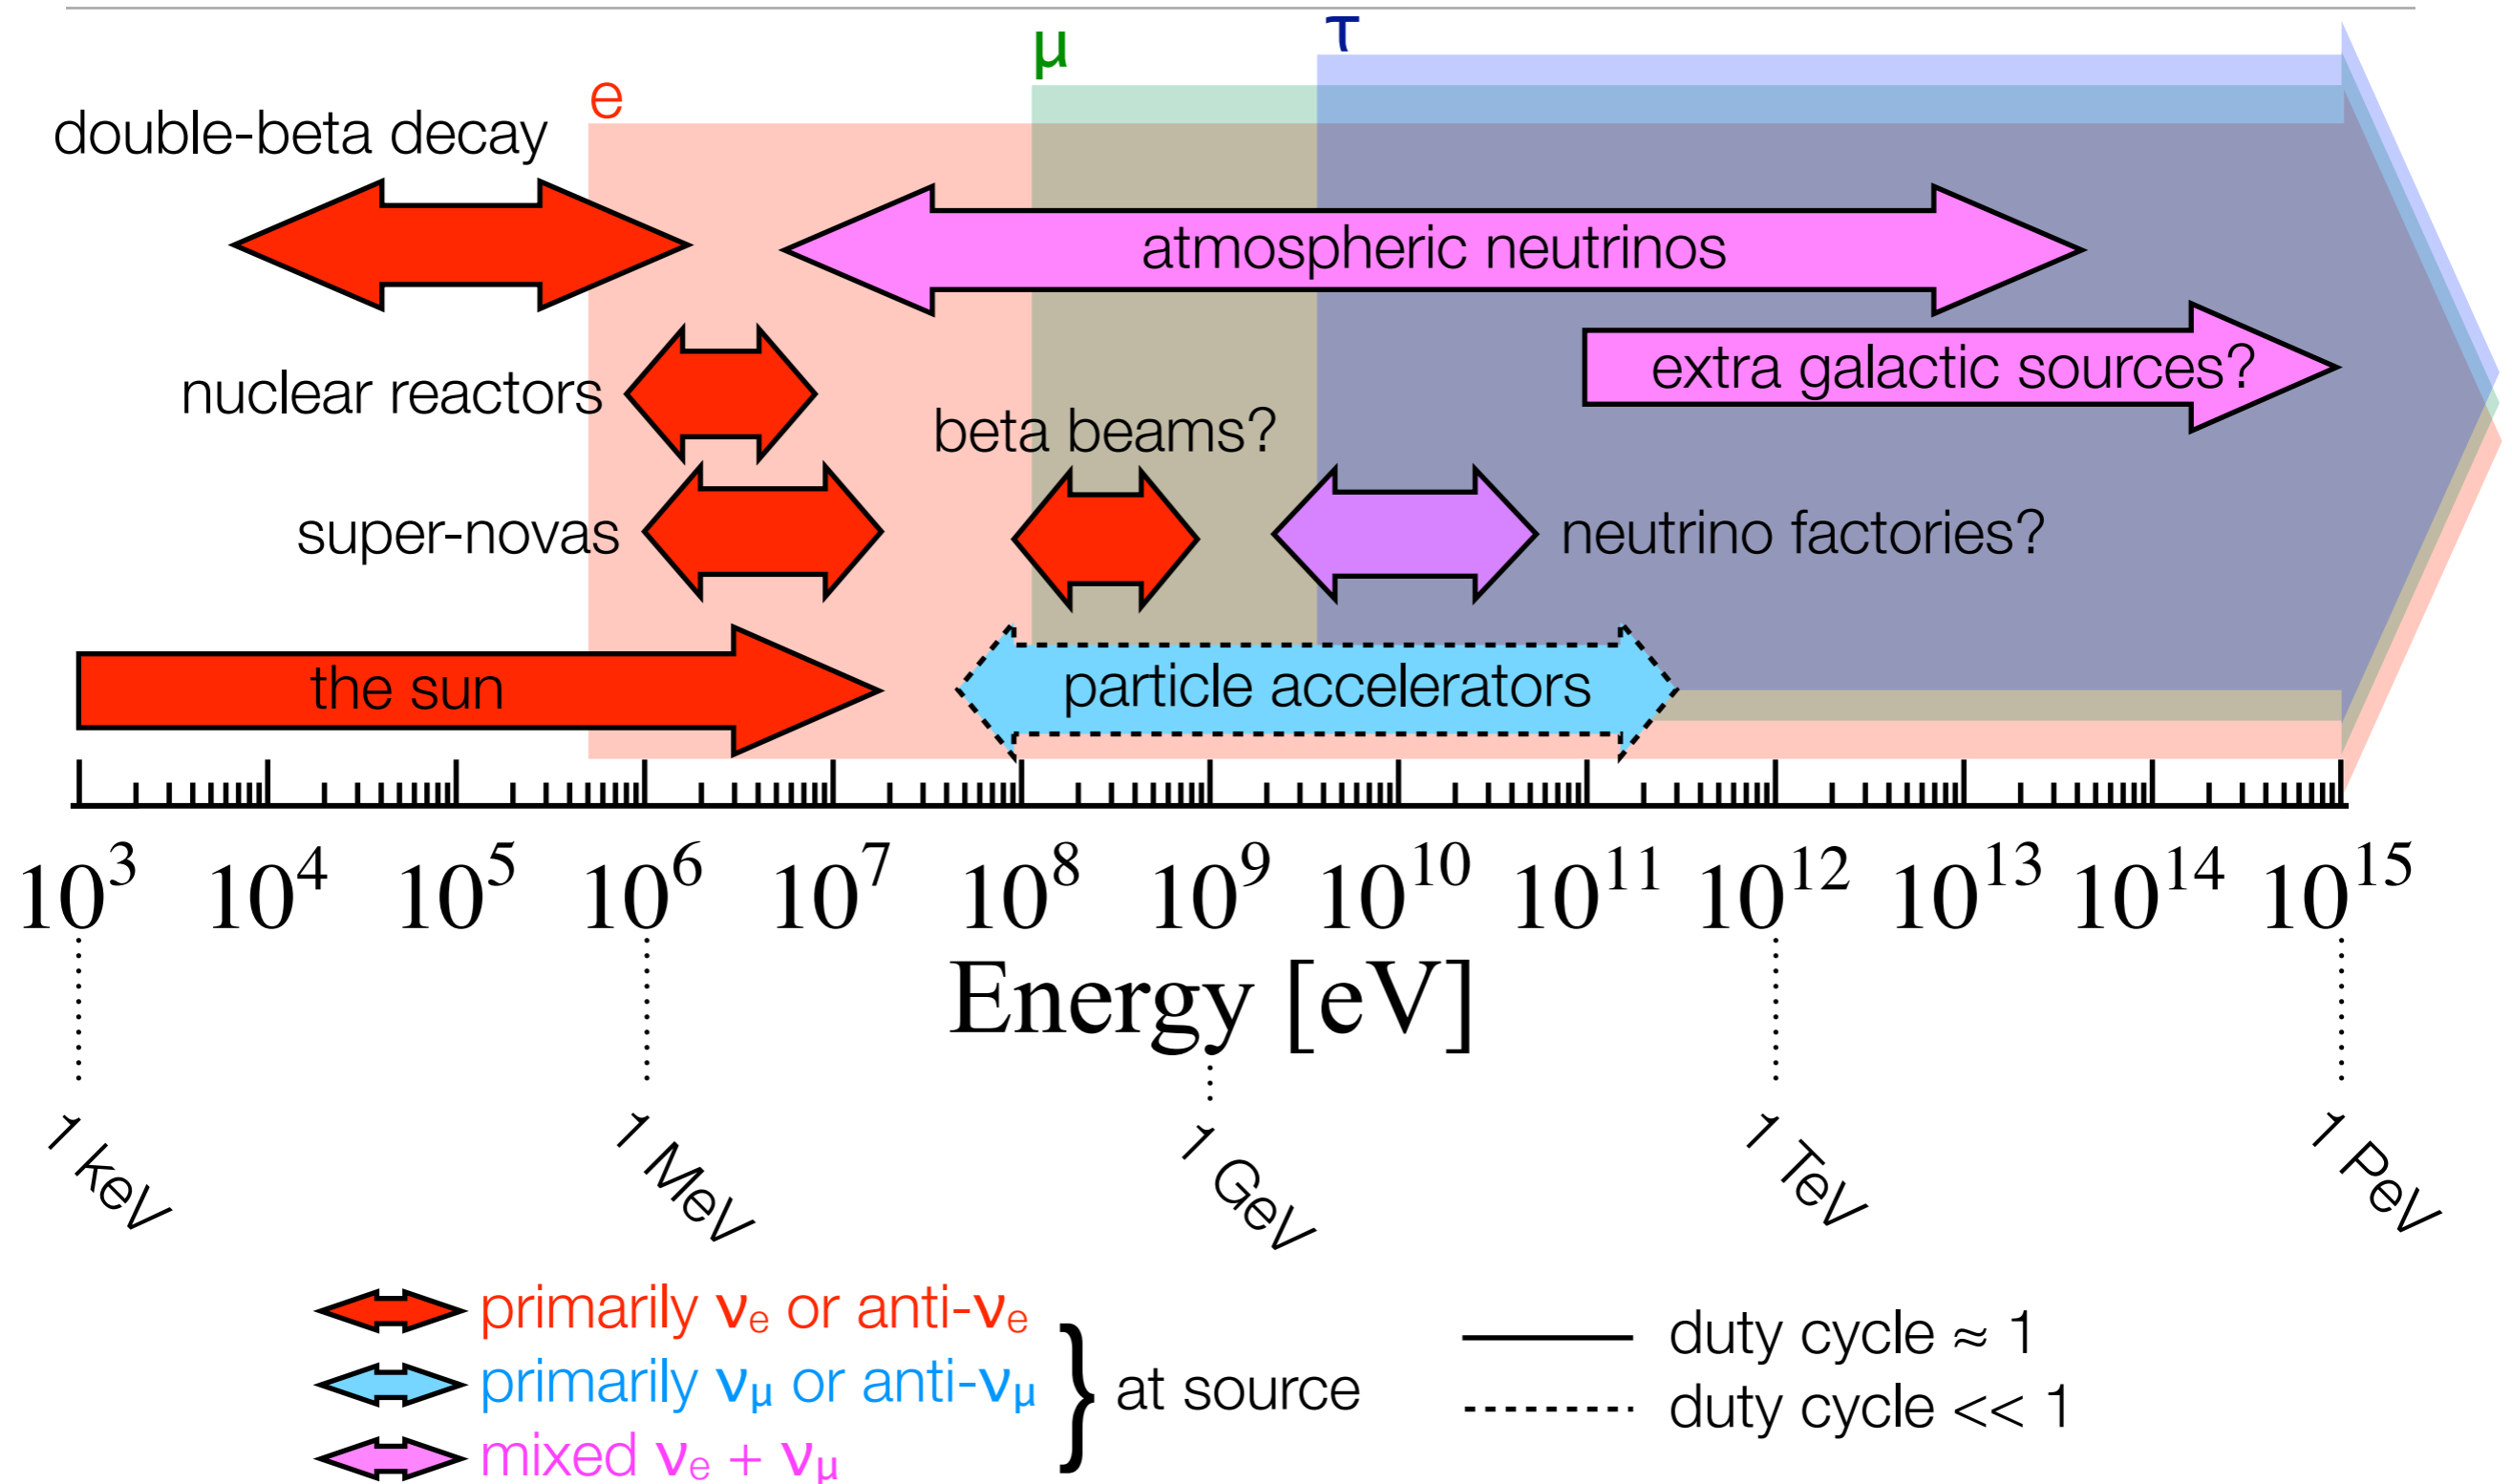 τ
μ
e
double-beta decay
atmospheric neutrinos
extra galactic sources?
nuclear reactors
beta beams?
super-novas
neutrino factories?
the sun
particle accelerators
10³ 10⁴ 10⁵ 10⁶ 10⁷ 10⁸ 10⁹ 10¹⁰ 10¹¹ 10¹² 10¹³ 10¹⁴ 10¹⁵
Energy [eV]
1 keV 1 MeV 1 GeV 1 TeV 1 PeV
primarily νₑ or anti-νₑ
primarily ν_μ or anti-ν_μ
mixed νₑ + ν_μ
} at source
duty cycle ≈ 1
duty cycle << 1